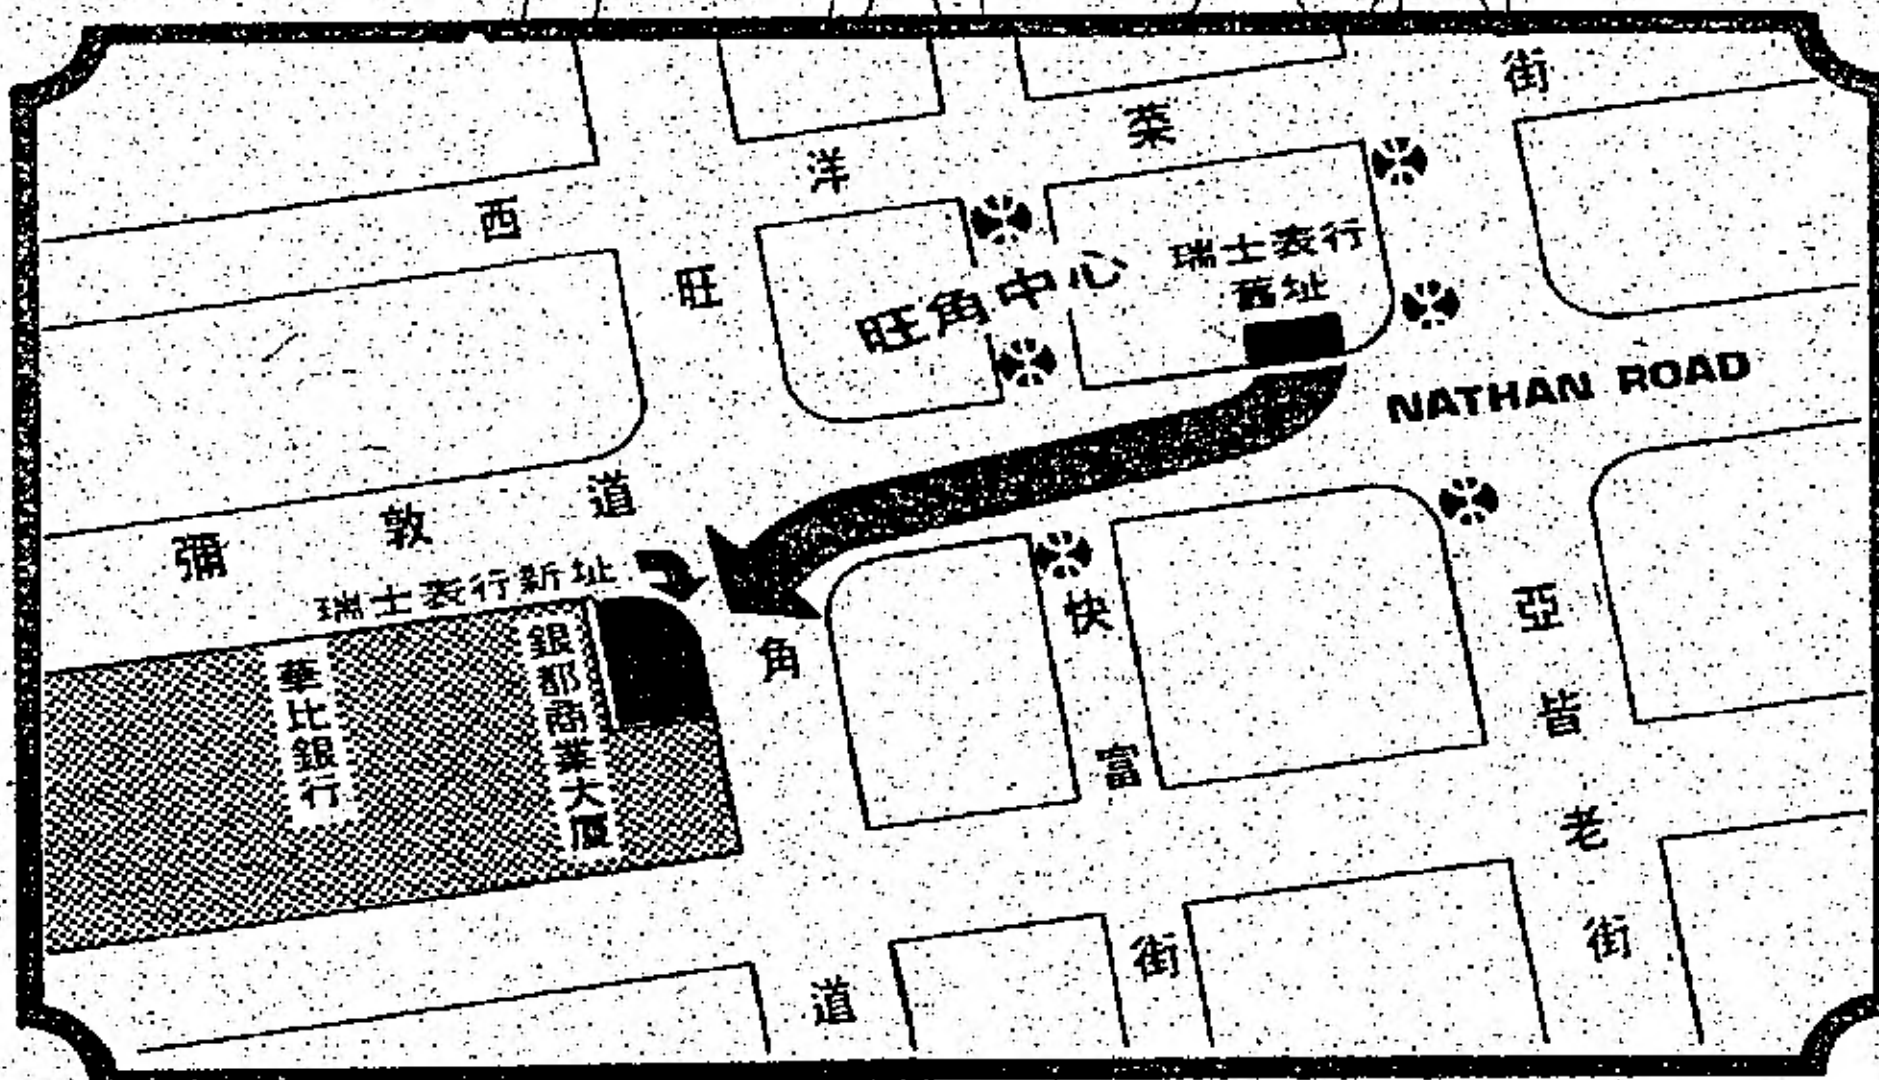 西洋菜街
旺角道
旺角中心
瑞士表行
舊址
NATHAN ROAD
彌敦道
瑞士表行新址
華比銀行
銀都商業大廈
快富街
亞皆老街